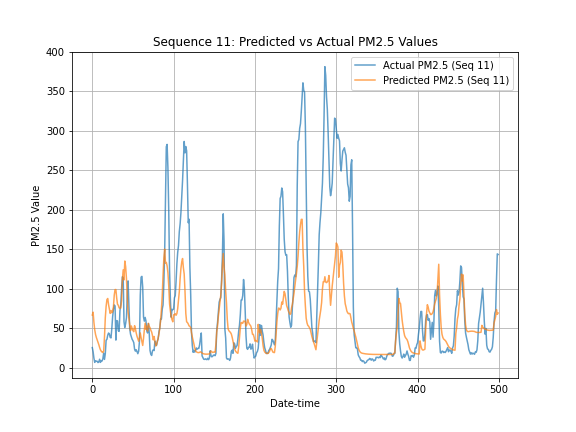 Sequence 11: Predicted vs Actual PM2.5 Values
Actual PM2.5 (Seq 11)
Predicted PM2.5 (Seq 11)
400
350
300
250
200
150
100
50
0
PM2.5 Value
0 100 200 300 400 500
Date-time